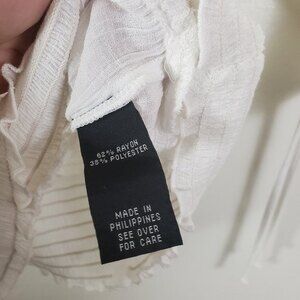 62% RAYON
38% POLYESTER
MADE IN
PHILIPPINES
SEE OVER
FOR CARE